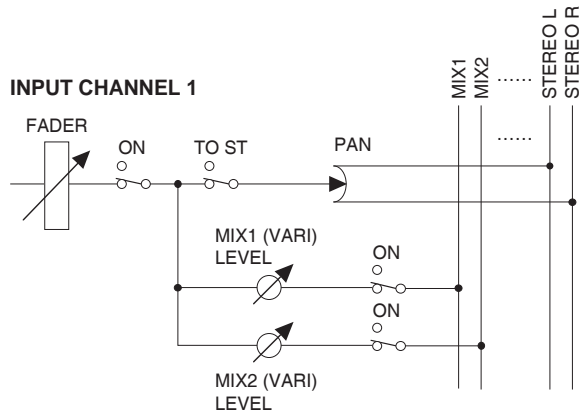 INPUT CHANNEL 1
FADER
ON
TO ST
PAN
MIX1
MIX2
......
STEREO L
STEREO R
......
MIX1 (VARI)
LEVEL
ON
ON
MIX2 (VARI)
LEVEL